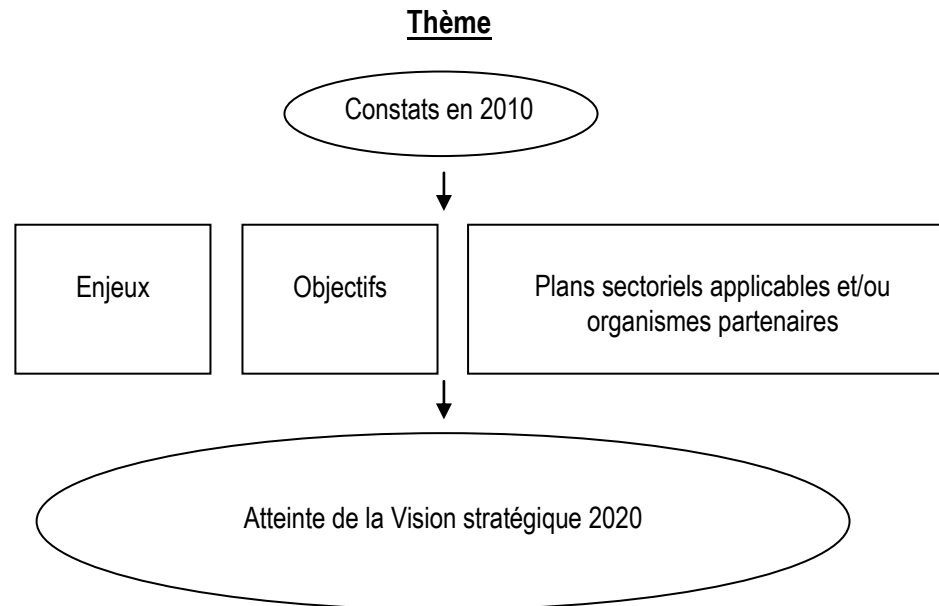 Thème
Constats en 2010
Enjeux
Objectifs
Plans sectoriels applicables et/ou
organismes partenaires
Atteinte de la Vision stratégique 2020